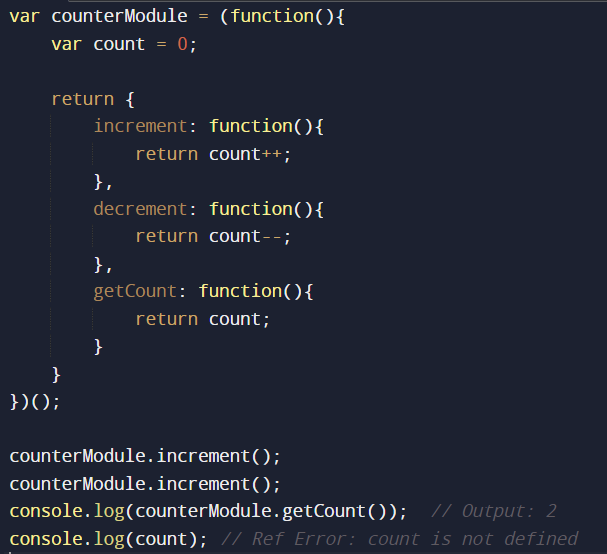 var counterModule = (function(){
    var count = 0;

    return {
        increment: function(){
            return count++;
        },
        decrement: function(){
            return count--;
        },
        getCount: function(){
            return count;
        }
    }
})();

counterModule.increment();
counterModule.increment();
console.log(counterModule.getCount());  // Output: 2
console.log(count); // Ref Error: count is not defined